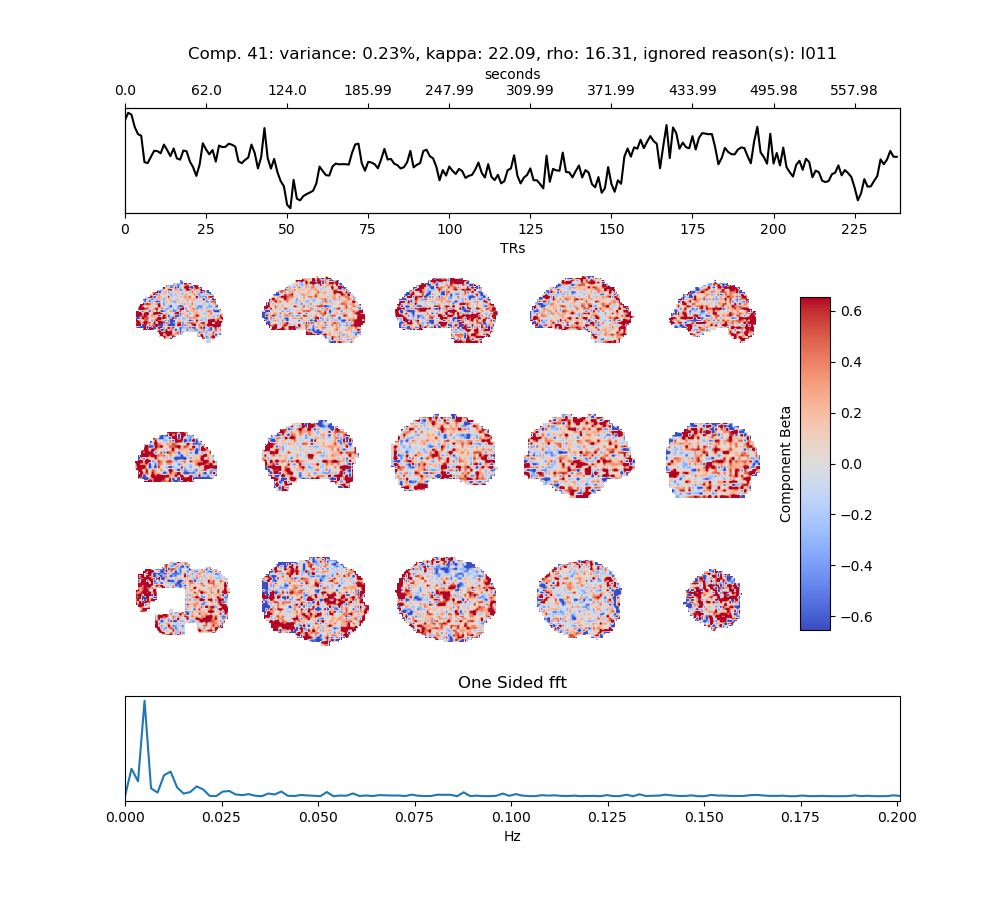 Comp. 41: variance: 0.23%, kappa: 22.09, rho: 16.31, ignored reason(s): I011
seconds
0.0 62.0 124.0 185.99 247.99 309.99 371.99 433.99 495.98 557.98
0 25 50 75 100 125 150 175 200 225
TRs
0.6
0.4
0.2
0.0
−0.2
−0.4
−0.6
Component Beta
One Sided fft
0.000 0.025 0.050 0.075 0.100 0.125 0.150 0.175 0.200
Hz